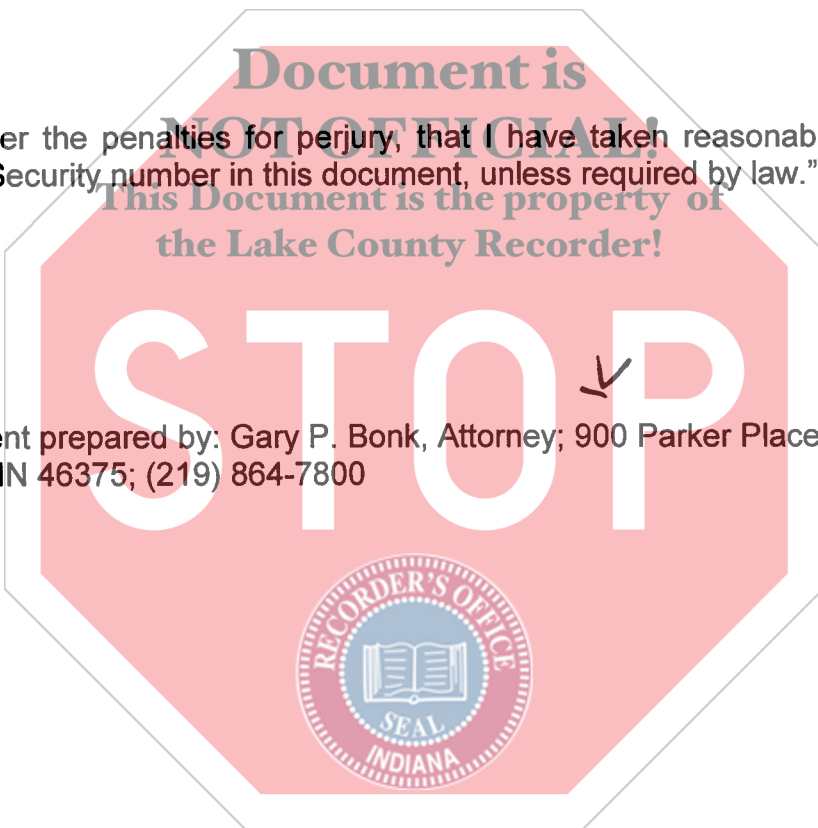 Document is
NOT OFFICIAL!
er the penalties for perjury, that I have taken reasonab
Security number in this document, unless required by law.”
This Document is the property of
the Lake County Recorder!
STOP
ent prepared by: Gary P. Bonk, Attorney; 900 Parker Place
IN 46375; (219) 864-7800
RECORDER'S OFFICE
SEAL
INDIANA